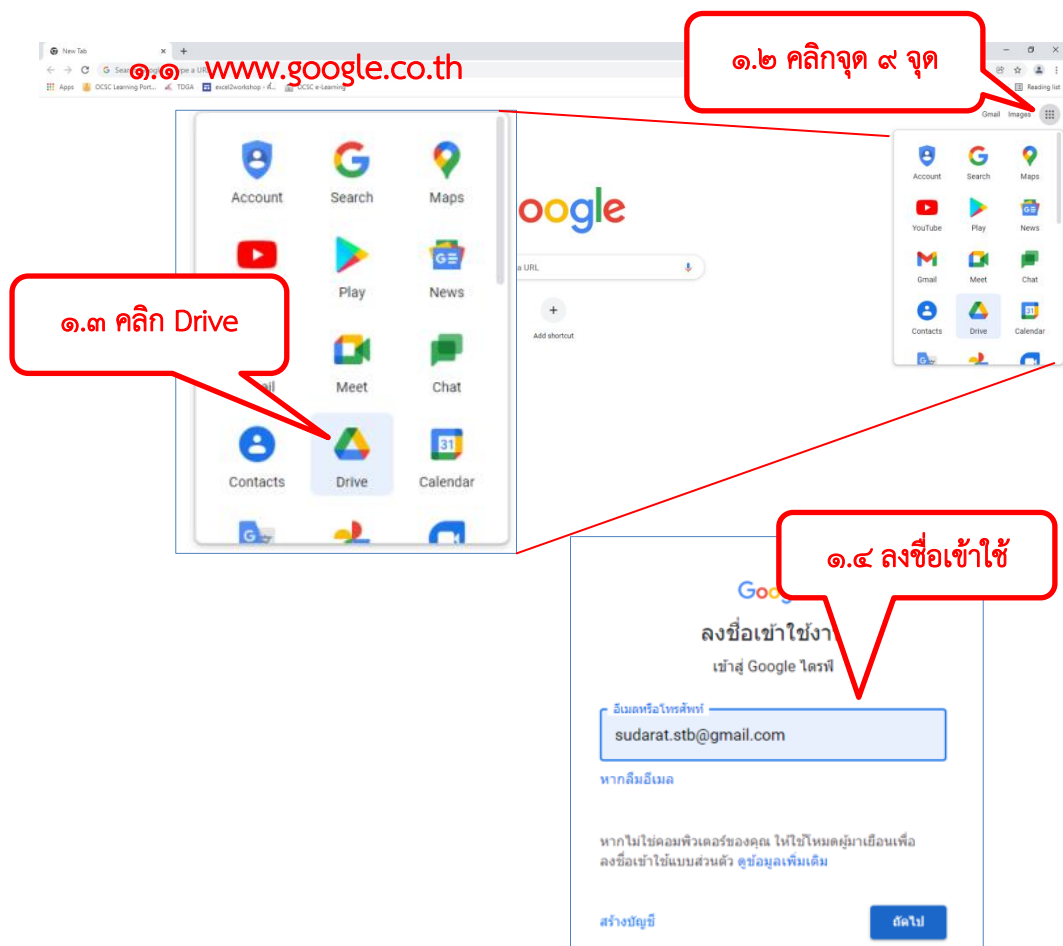 New Tab
Apps
OCSC Learning Port...
TDGA
excel2workshop - ที่...
OCSC e-Learning
Reading list
๑.๑ www.google.co.th
๑.๒ คลิกจุด ๙ จุด
Gmail Images
Account Search Maps
YouTube Play News
Gmail Meet Chat
Contacts Drive Calendar
Account Search Maps
Play News
Meet Chat
Contacts Drive Calendar
oogle
a URL
Add shortcut
๑.๓ คลิก Drive
๑.๔ ลงชื่อเข้าใช้
ลงชื่อเข้าใช้งา
เข้าสู่ Google ไดรฟ์
อีเมลหรือโทรศัพท์
sudarat.stb@gmail.com
หากลืมอีเมล
หากไม่ใช่คอมพิวเตอร์ของคุณ ให้ใช้โหมดผู้มาเยือนเพื่อ
ลงชื่อเข้าใช้แบบส่วนตัว ดูข้อมูลเพิ่มเติม
สร้างบัญชี
ถัดไป